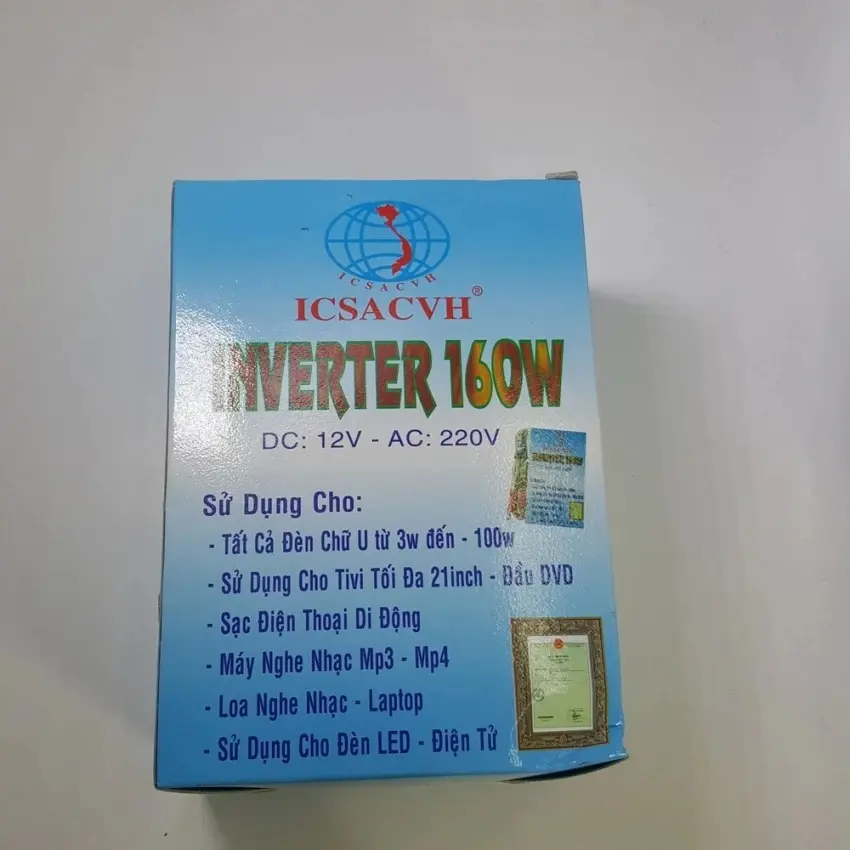 ICSACVH
ICSACVH®
INVERTER 160W
DC: 12V - AC: 220V
INVERTER 160W
Sử Dụng Cho:
- Tất Cả Đèn Chữ U từ 3w đến - 100w
- Sử Dụng Cho Tivi Tối Đa 21inch - Đầu DVD
- Sạc Điện Thoại Di Động
- Máy Nghe Nhạc Mp3 - Mp4
- Loa Nghe Nhạc - Laptop
- Sử Dụng Cho Đèn LED - Điện Tử